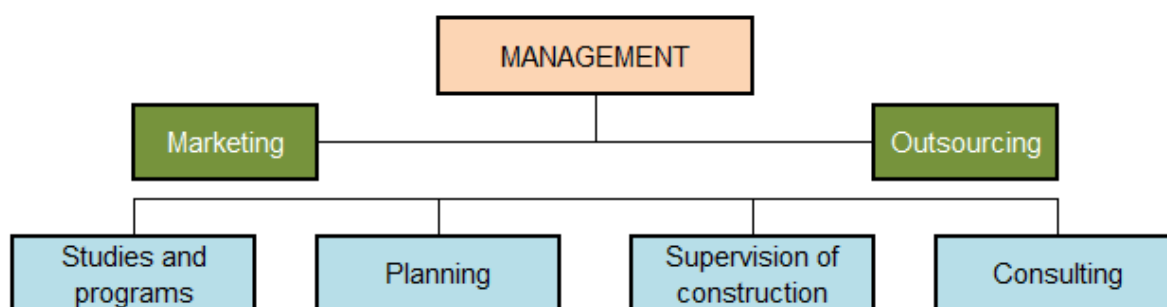 MANAGEMENT
Marketing
Outsourcing
Studies and
programs
Planning
Supervision of
construction
Consulting